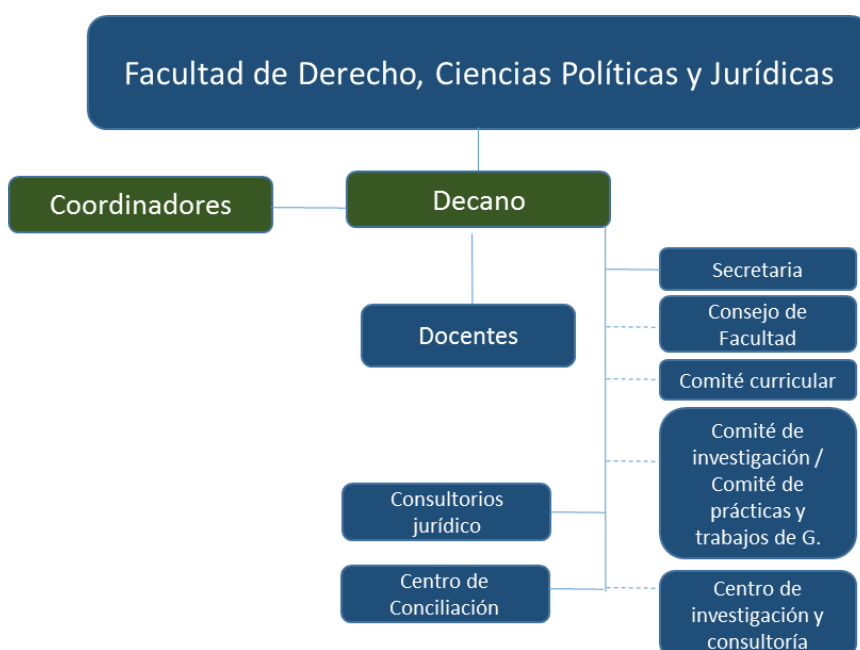 Facultad de Derecho, Ciencias Políticas y Jurídicas
Coordinadores
Decano
Docentes
Secretaria
Consejo de
Facultad
Comité curricular
Comité de
investigación /
Comité de
prácticas y
trabajos de G.
Consultorios
jurídico
Centro de
Conciliación
Centro de
investigación y
consultoría